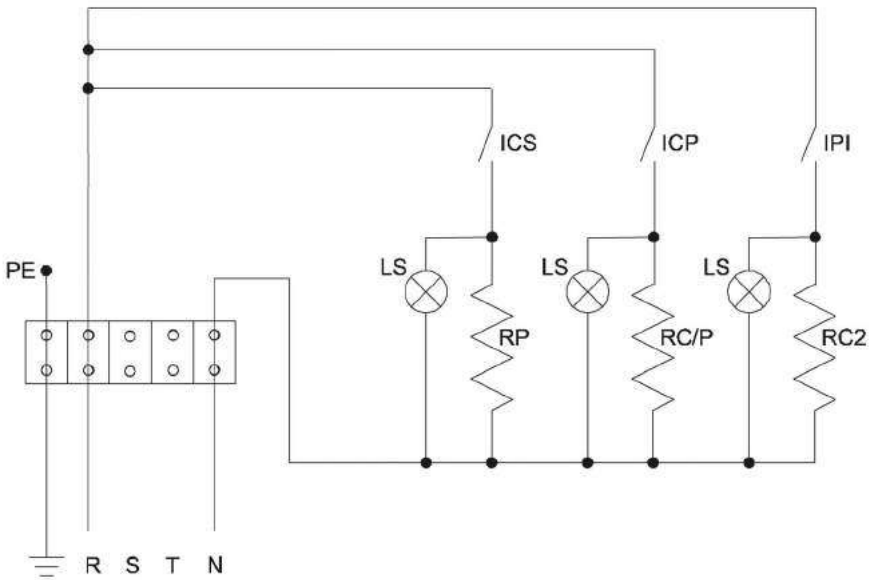 ICS
ICP
IPI
PE
LS
LS
LS
RP
RC/P
RC2
R S T N